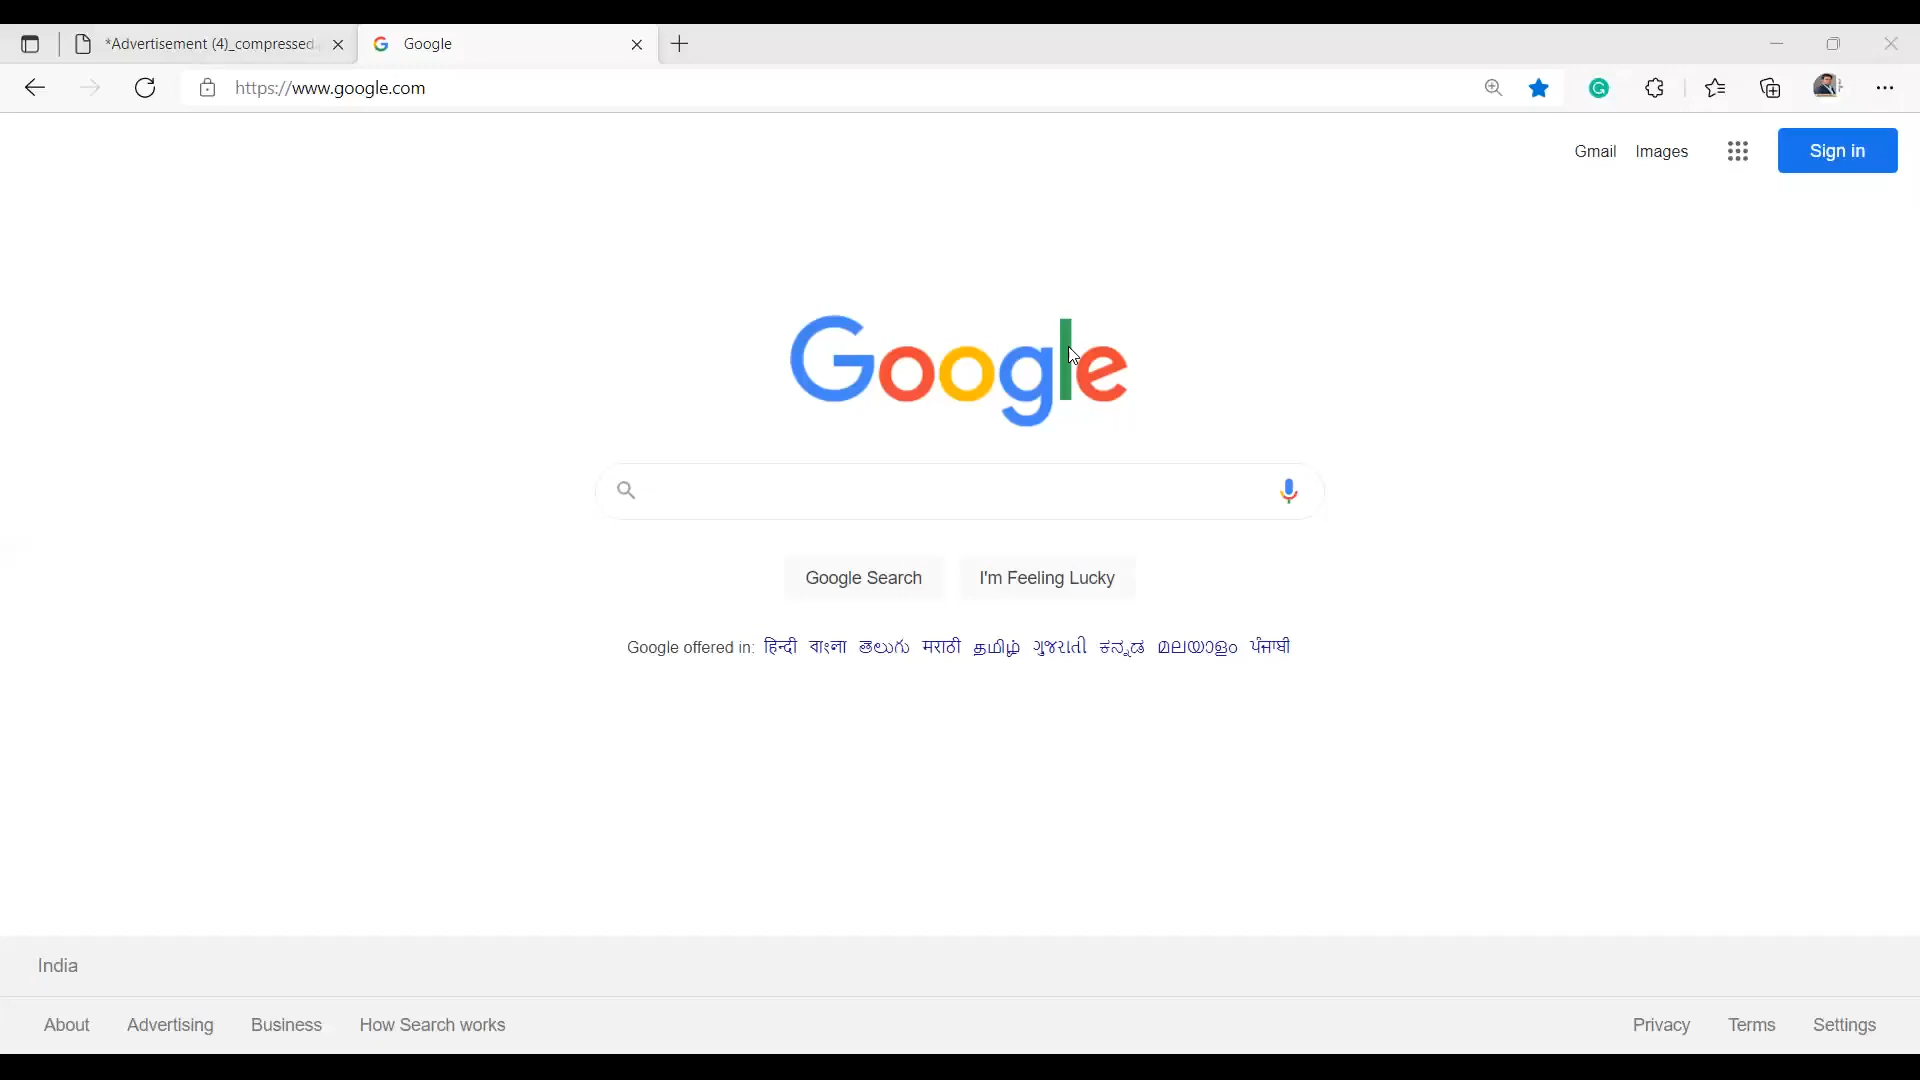 *Advertisement (4)_compressed
Google
https://www.google.com
Gmail Images Sign in
Google
Google Search I'm Feeling Lucky
Google offered in: हिन्दी বাংলা తెలుగు मराठी தமிழ் ગુજરાતી ಕನ್ನಡ മലയാളം ਪੰਜਾਬੀ
India
About Advertising Business How Search works Privacy Terms Settings